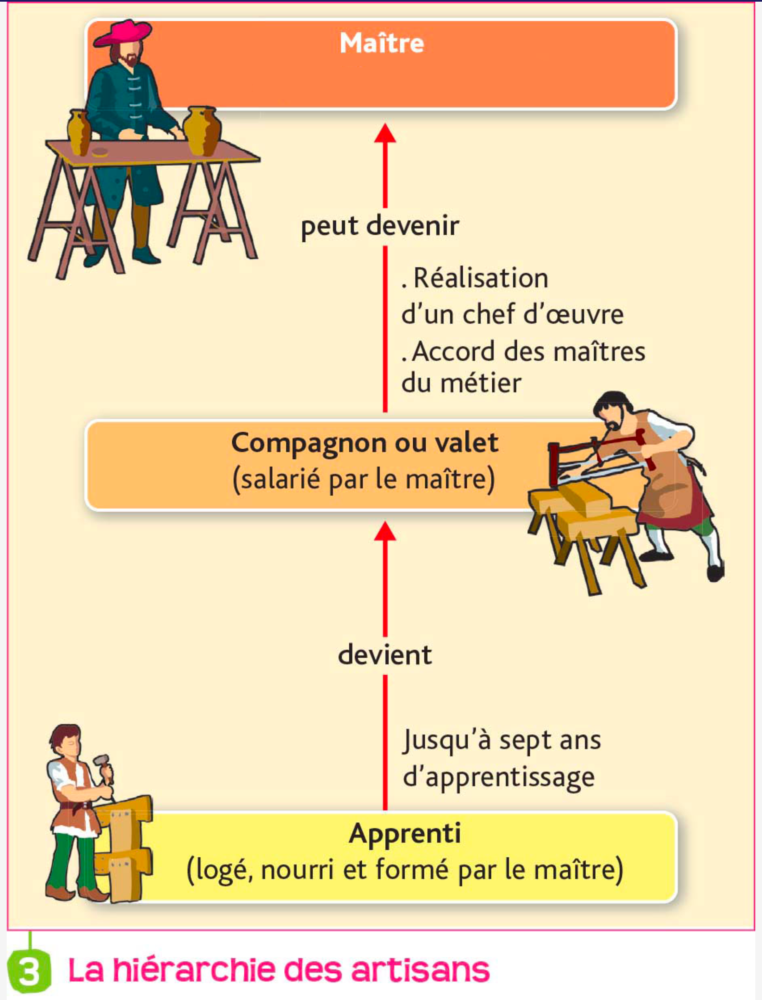 Maître
peut devenir
. Réalisation
d'un chef d'œuvre
. Accord des maîtres
du métier
Compagnon ou valet
(salarié par le maître)
devient
Jusqu'à sept ans
d'apprentissage
Apprenti
(logé, nourri et formé par le maître)
3 La hiérarchie des artisans